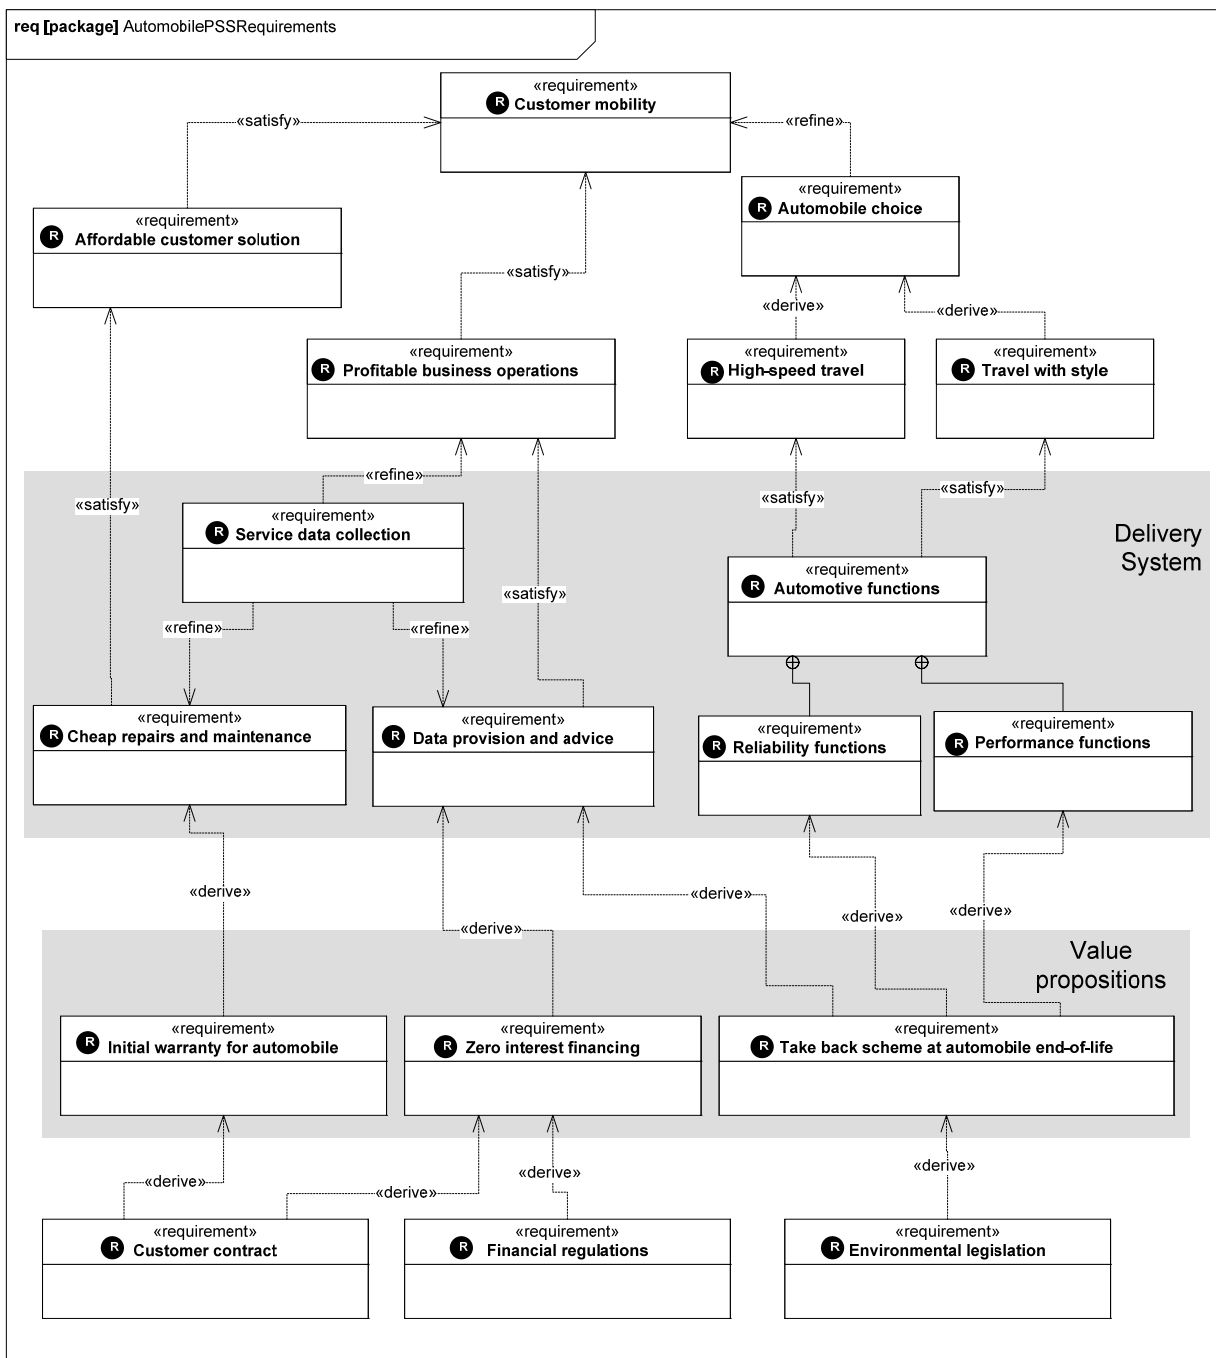 req [package] AutomobilePSSRequirements
«requirement»
R Customer mobility
«satisfy»
«refine»
«requirement»
R Automobile choice
«requirement»
R Affordable customer solution
«satisfy»
«derive»
«derive»
«requirement»
R Profitable business operations
«requirement»
R High-speed travel
«requirement»
R Travel with style
«refine»
«satisfy»
«satisfy»
«satisfy»
«requirement»
R Service data collection
Delivery
System
«requirement»
R Automotive functions
«satisfy»
«refine»
«refine»
«requirement»
R Cheap repairs and maintenance
«requirement»
R Data provision and advice
«requirement»
R Reliability functions
«requirement»
R Performance functions
«derive»
«derive»
«derive»
«derive»
«derive»
Value
propositions
«requirement»
R Initial warranty for automobile
«requirement»
R Zero interest financing
«requirement»
R Take back scheme at automobile end-of-life
«derive»
«derive»
«derive»
«derive»
«requirement»
R Customer contract
«requirement»
R Financial regulations
«requirement»
R Environmental legislation